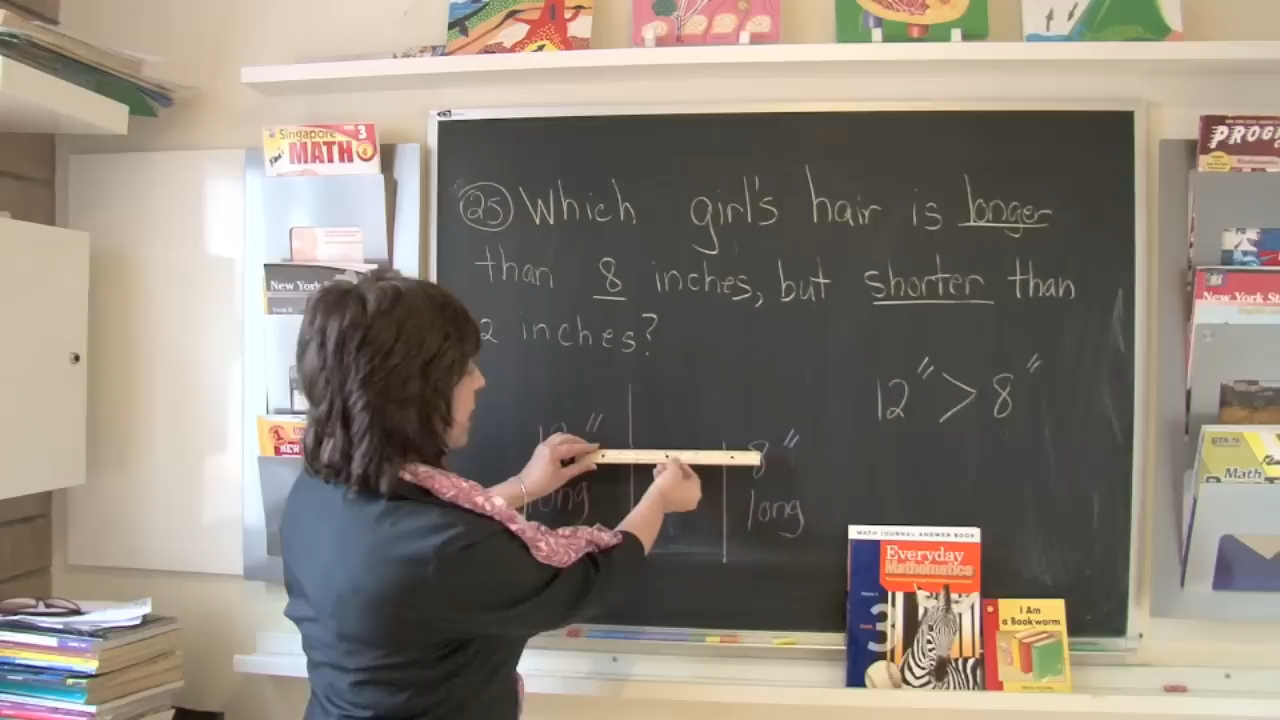 Singapore
MATH
3
4
25 Which girl's hair is longer
than 8 inches, but shorter than
2 inches?
12" > 8"
12"
long
8"
long
New York
MATH JOURNAL ANSWER BOOK
Everyday
Mathematics
3
I Am
a Bookworm
PROG
New York St
ETA
Math